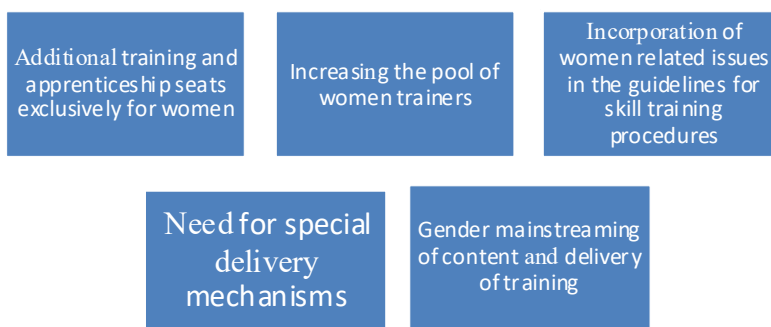 Additional training and
apprenticeship seats
exclusively for women
Increasing the pool of
women trainers
Incorporation of
women related issues
in the guidelines for
skill training
procedures
Need for special
delivery
mechanisms
Gender mainstreaming
of content and delivery
of training